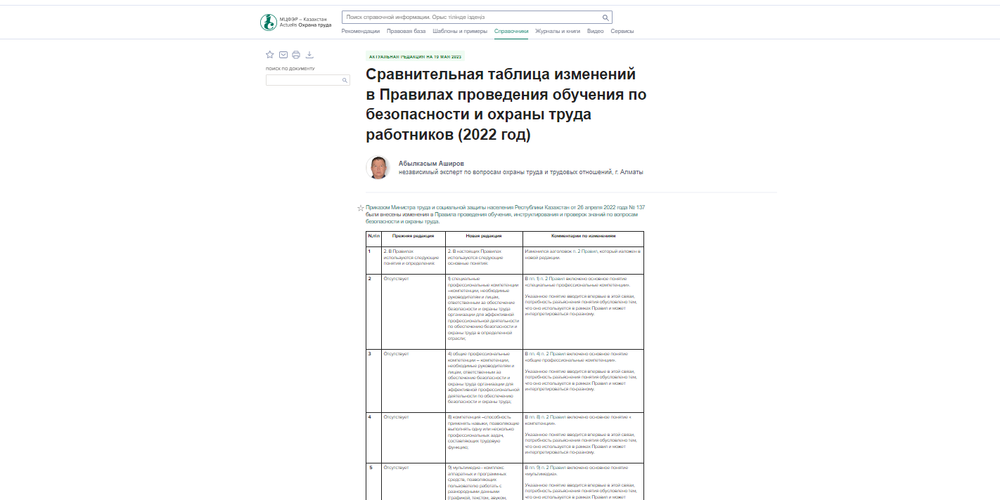 МЦФЭР – Казахстан
Actualis Охрана труда
Поиск справочной информации. Орыс тілінде іздеңіз
Рекомендации Правовая база Шаблоны и примеры Справочники Журналы и книги Видео Сервисы
ПОИСК ПО ДОКУМЕНТУ
АКТУАЛЬНАЯ РЕДАКЦИЯ НА 19 МАЯ 2023
Сравнительная таблица изменений
в Правилах проведения обучения по
безопасности и охраны труда
работников (2022 год)
Абылкасым Аширов
независимый эксперт по вопросам охраны труда и трудовых отношений, г. Алматы
Приказом Министра труда и социальной защиты населения Республики Казахстан от 26 апреля 2022 года № 137
были внесены изменения в Правила проведения обучения, инструктирования и проверок знаний по вопросам
безопасности и охраны труда.
N,п\п Прежняя редакция Новая редакция Комментарии по изменениям
1
2. В Правилах
используются следующие
понятия и определения:
2. В настоящих Правилах
используются следующие
основные понятия:
Изменился заголовок п. 2 Правил, который изложен в
новой редакции.
2
Отсутствует
1) специальные
профессиональные компетенции
–компетенции, необходимые
руководителям и лицам,
ответственным за обеспечение
безопасности и охраны труда
организации для эффективной
профессиональной деятельности
по обеспечению безопасности и
охраны труда в определенной
отрасли;
В пп. 1) п. 2 Правил включено основное понятие
«специальные профессиональные компетенции».
Указанное понятие вводится впервые в этой связи,
потребность разъяснения понятия обусловлено тем,
что оно используется в рамках Правил и может
интерпретироваться по-разному.
3
Отсутствует
4) общие профессиональные
компетенции – компетенции,
необходимые руководителям и
лицам, ответственным за
обеспечение безопасности и
охраны труда организации для
эффективной профессиональной
деятельности по обеспечению
безопасности и охраны труда;
В пп. 4) п. 2 Правил включено основное понятие
«общие профессиональные компетенции».
Указанное понятие вводится впервые в этой связи,
потребность разъяснения понятия обусловлено тем,
что оно используется в рамках Правил и может
интерпретироваться по-разному.
4
Отсутствует
8) компетенция –способность
применять навыки, позволяющие
выполнять одну или несколько
профессиональных задач,
составляющих трудовую
функцию;
В пп. 8) п. 2 Правил включено основное понятие «
компетенции».
Указанное понятие вводится впервые в этой связи,
потребность разъяснения понятия обусловлено тем,
что оно используется в рамках Правил и может
интерпретироваться по-разному.
5
Отсутствует
9) мультимедиа - комплекс
аппаратных и программных
средств, позволяющих
пользователю работать с
разнородными данными
(графикой, текстом, звуком,
В пп. 9) п. 2 Правил включено основное понятие
«мультимедиа».
Указанное понятие вводится впервые в этой связи,
потребность разъяснения понятия обусловлено тем,
что оно используется в рамках Правил и может